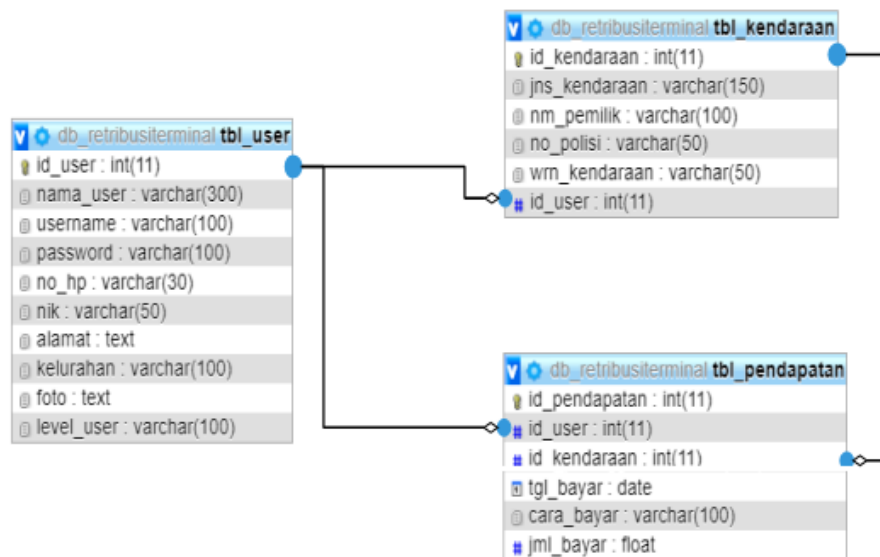 db_retribusiterminal tbl_kendaraan
id_kendaraan : int(11)
jns_kendaraan : varchar(150)
nm_pemilik : varchar(100)
no_polisi : varchar(50)
wrn_kendaraan : varchar(50)
id_user : int(11)
db_retribusiterminal tbl_user
id_user : int(11)
nama_user : varchar(300)
username : varchar(100)
password : varchar(100)
no_hp : varchar(30)
nik : varchar(50)
alamat : text
kelurahan : varchar(100)
foto : text
level_user : varchar(100)
db_retribusiterminal tbl_pendapatan
id_pendapatan : int(11)
id_user : int(11)
id_kendaraan : int(11)
tgl_bayar : date
cara_bayar : varchar(100)
jml_bayar : float